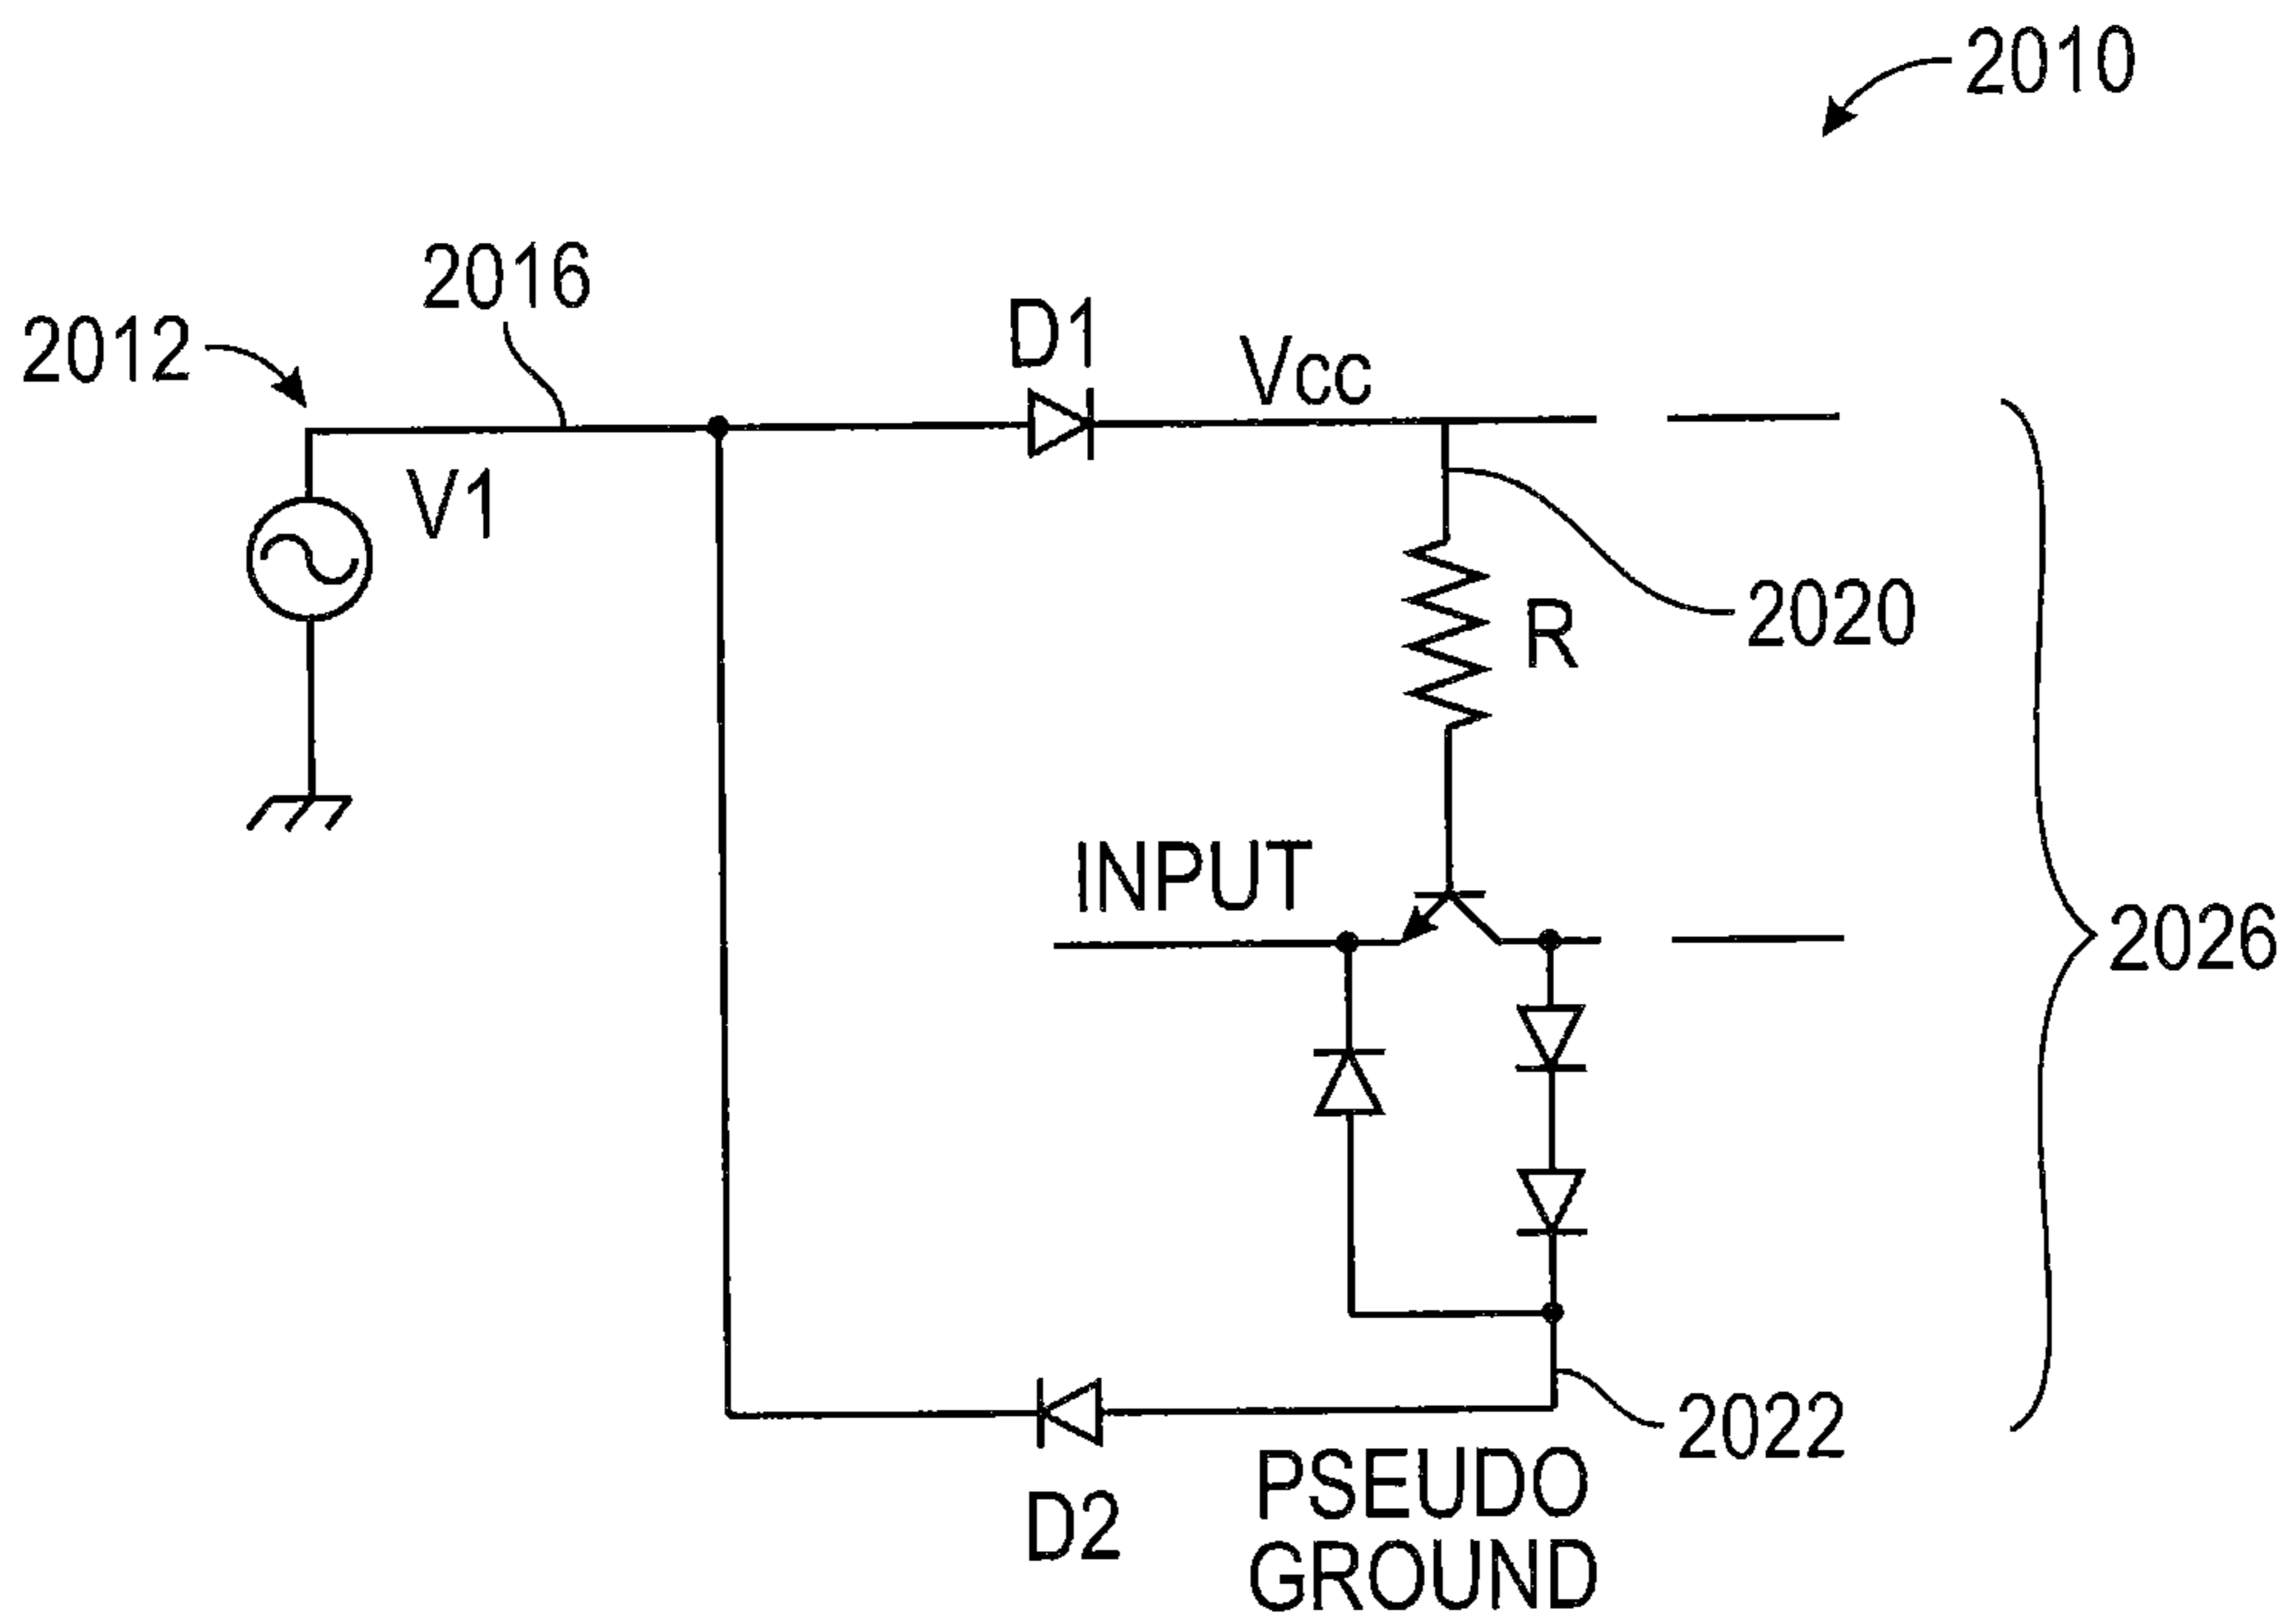 2010
2016
2012
D1
Vcc
V1
2020
R
INPUT
2026
2022
D2
PSEUDO
GROUND